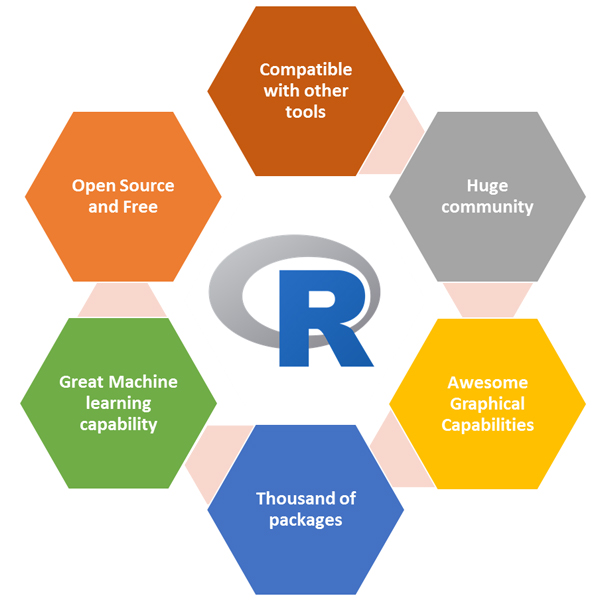 Compatible
with other
tools
Open Source
and Free
Huge
community
R
Great Machine
learning
capability
Awesome
Graphical
Capabilities
Thousand of
packages